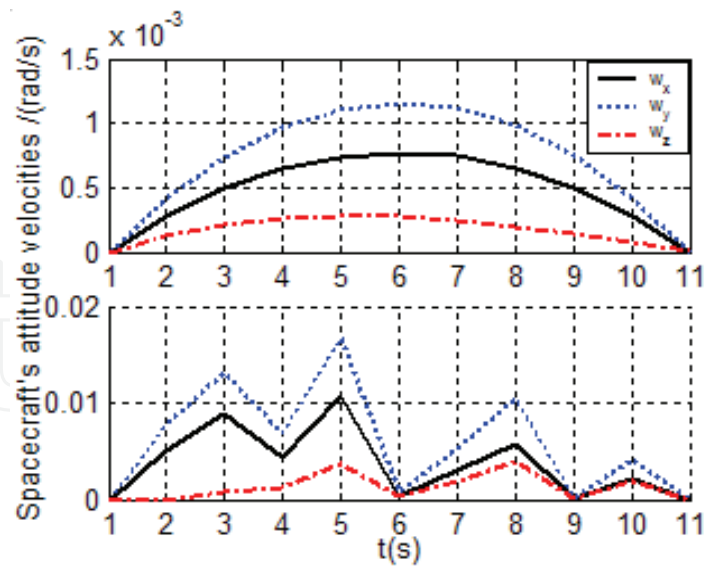 x 10^-3
1.5
1
0.5
0
w_x
w_y
w_z
1 2 3 4 5 6 7 8 9 10 11
Spacecraft's attitude velocities /(rad/s)
0.02
0.01
0
1 2 3 4 5 6 7 8 9 10 11
t(s)